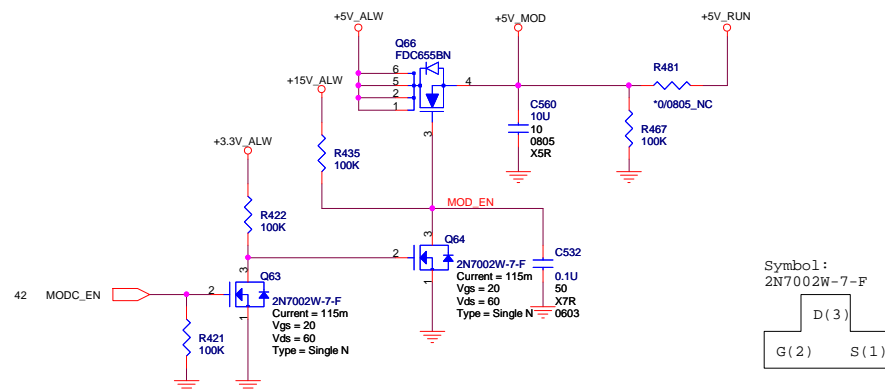 +5V_ALW
+5V_MOD
+5V_RUN
Q66
FDC655BN
6
5
2
1
4
3
R481
*0/0805_NC
+15V_ALW
C560
10U
10
0805
X5R
R467
100K
+3.3V_ALW
R435
100K
MOD_EN
R422
100K
3
2
1
Q64
2N7002W-7-F
Current = 115m
Vgs = 20
Vds = 60
Type = Single N
C532
0.1U
50
X7R
0603
42 MODC_EN
3
2
1
Q63
2N7002W-7-F
Current = 115m
Vgs = 20
Vds = 60
Type = Single N
R421
100K
Symbol:
2N7002W-7-F
D(3)
G(2) S(1)